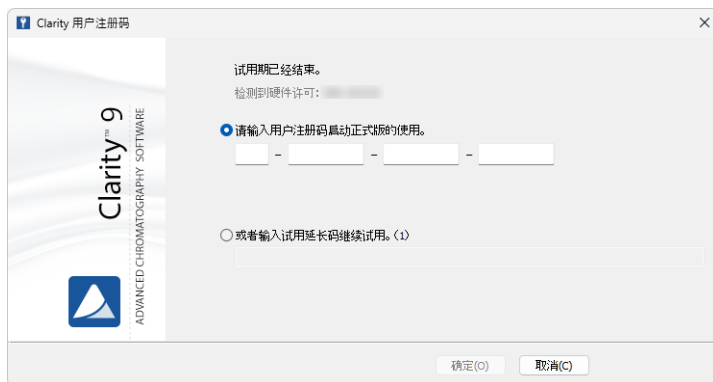 Clarity 用户注册码
试用期已经结束。
检测到硬件许可:
请输入用户注册码启动正式版的使用。
- - -
或者输入试用延长码继续试用。(1)
Clarity™ 9
ADVANCED CHROMATOGRAPHY SOFTWARE
确定(O)
取消(C)